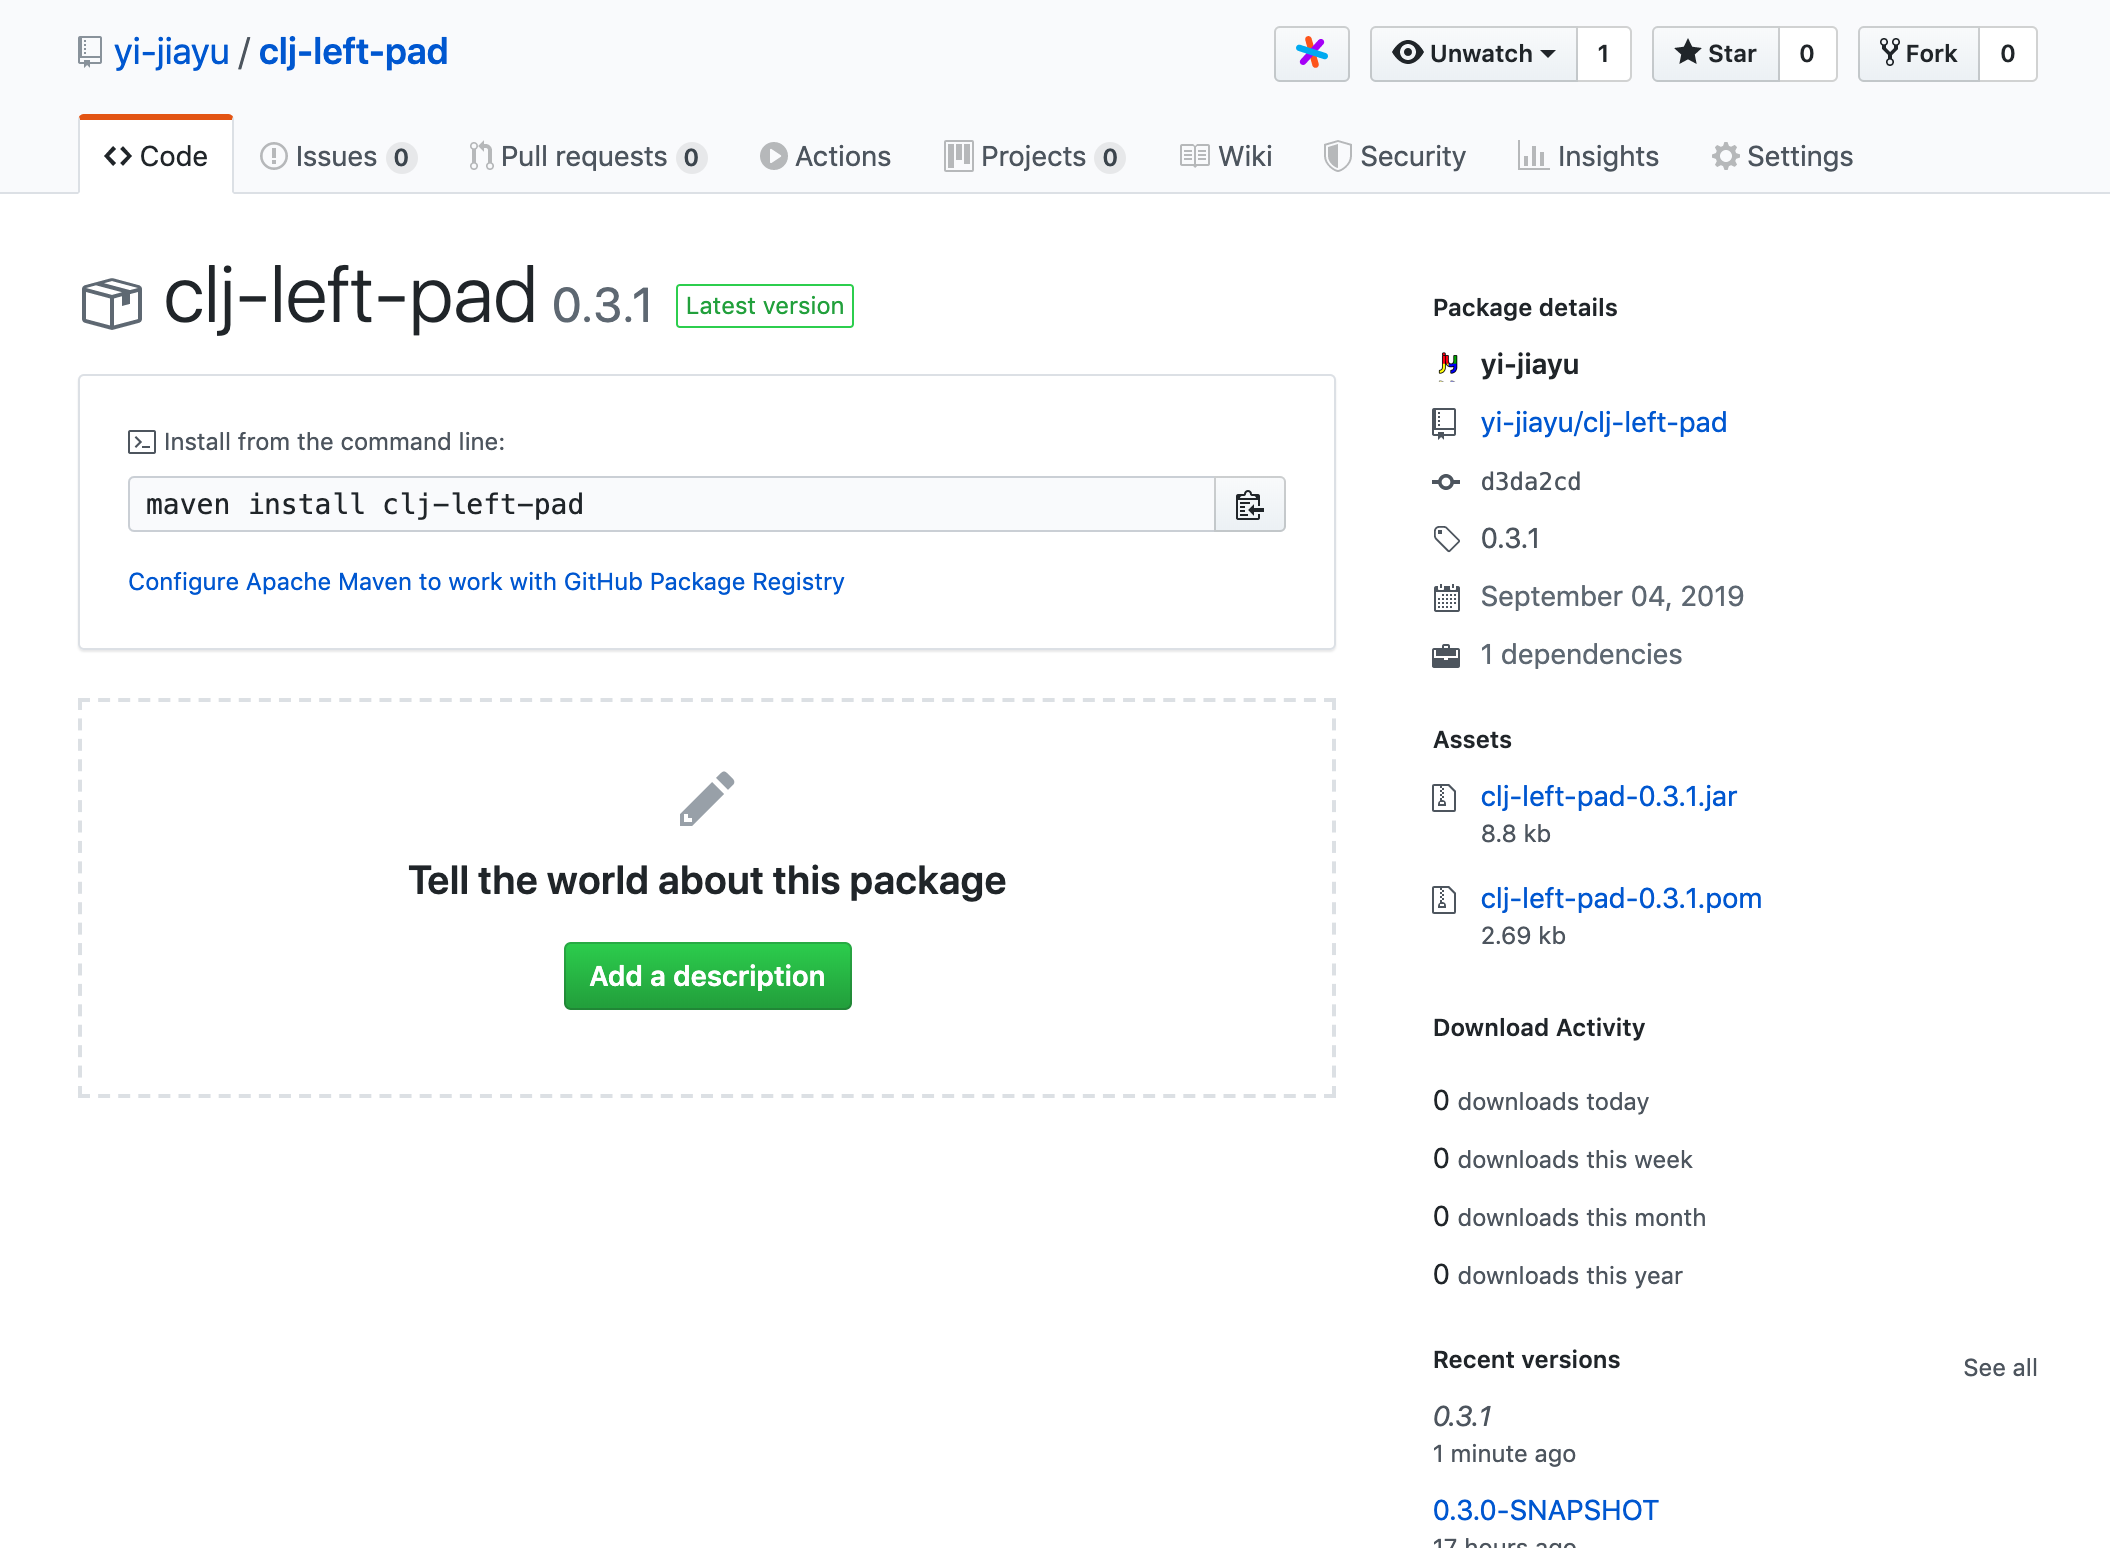 yi-jiayu / clj-left-pad
Unwatch 1
Star 0
Fork 0
Code
Issues 0
Pull requests 0
Actions
Projects 0
Wiki
Security
Insights
Settings
clj-left-pad 0.3.1 Latest version
Install from the command line:
maven install clj-left-pad
Configure Apache Maven to work with GitHub Package Registry
Tell the world about this package
Add a description
Package details
yi-jiayu
yi-jiayu/clj-left-pad
d3da2cd
0.3.1
September 04, 2019
1 dependencies
Assets
clj-left-pad-0.3.1.jar
8.8 kb
clj-left-pad-0.3.1.pom
2.69 kb
Download Activity
0 downloads today
0 downloads this week
0 downloads this month
0 downloads this year
Recent versions
See all
0.3.1
1 minute ago
0.3.0-SNAPSHOT
17 hours ago